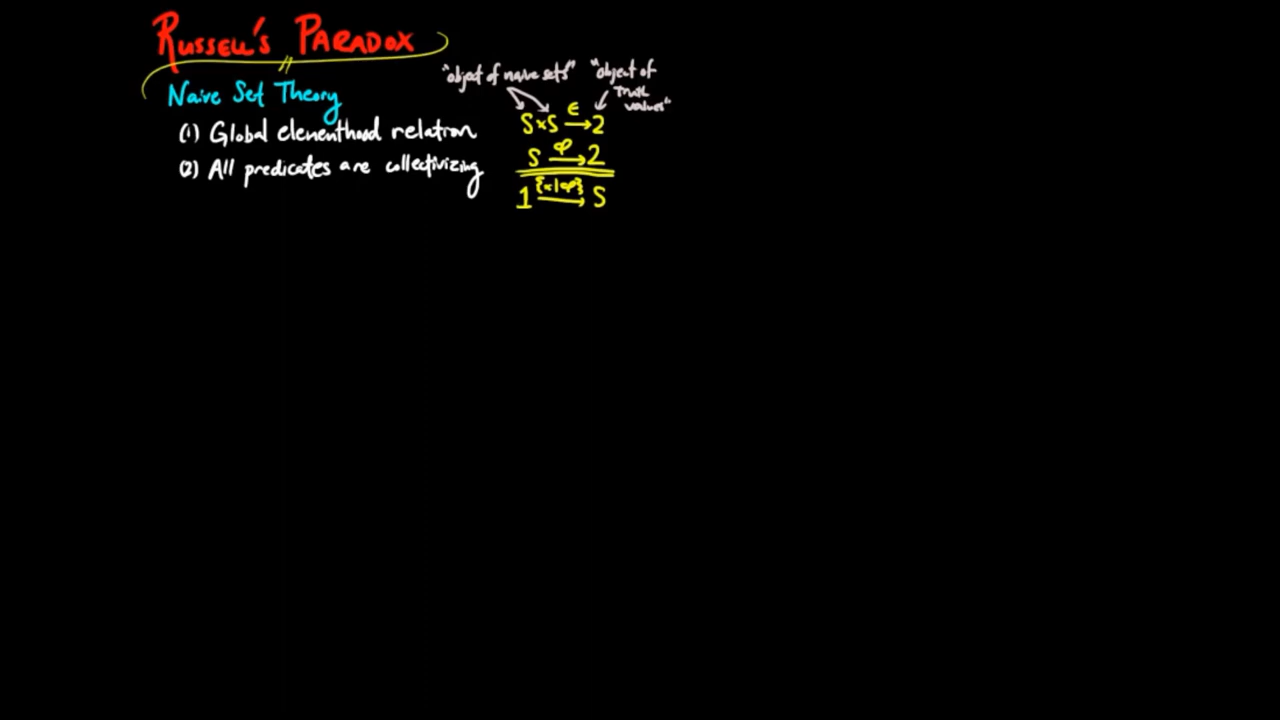 RUSSELL'S PARADOX
"object of naive sets" "object of
truth
values"
Naive Set Theory
(1) Global elementhood relation S×S —∈→ 2
(2) All predicates are collectivizing S —φ→ 2
1 —{x|φ}→ S